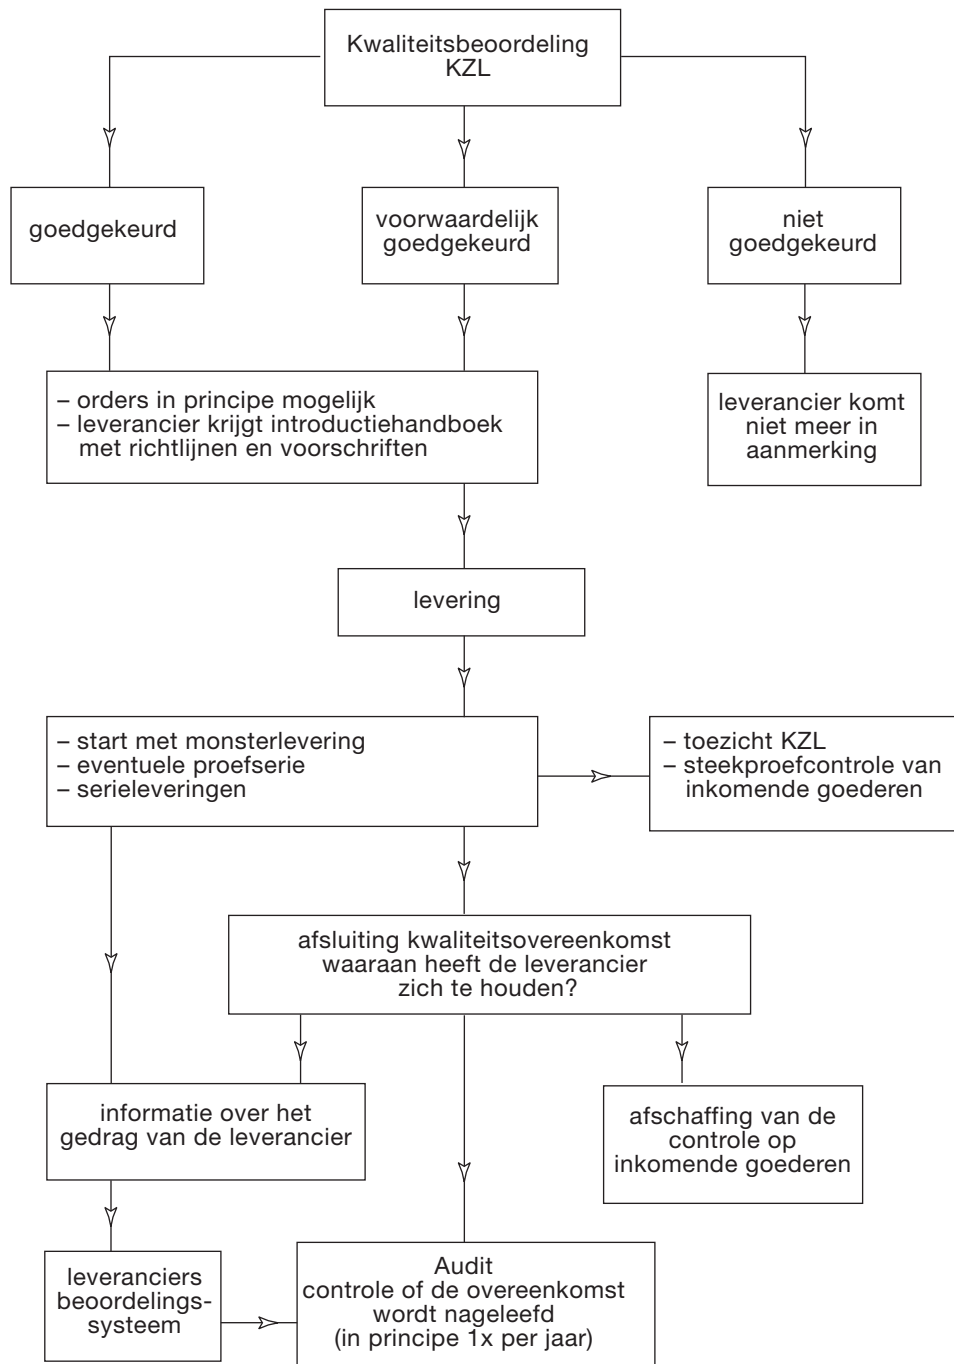 Kwaliteitsbeoordeling
KZL
goedgekeurd
voorwaardelijk
goedgekeurd
niet
goedgekeurd
– orders in principe mogelijk
– leverancier krijgt introductiehandboek
met richtlijnen en voorschriften
leverancier komt
niet meer in
aanmerking
levering
– start met monsterlevering
– eventuele proefserie
– serieleveringen
– toezicht KZL
– steekproefcontrole van
inkomende goederen
afsluiting kwaliteitsovereenkomst
waaraan heeft de leverancier
zich te houden?
informatie over het
gedrag van de leverancier
afschaffing van de
controle op
inkomende goederen
leveranciers
beoordelings-
systeem
Audit
controle of de overeenkomst
wordt nageleefd
(in principe 1x per jaar)